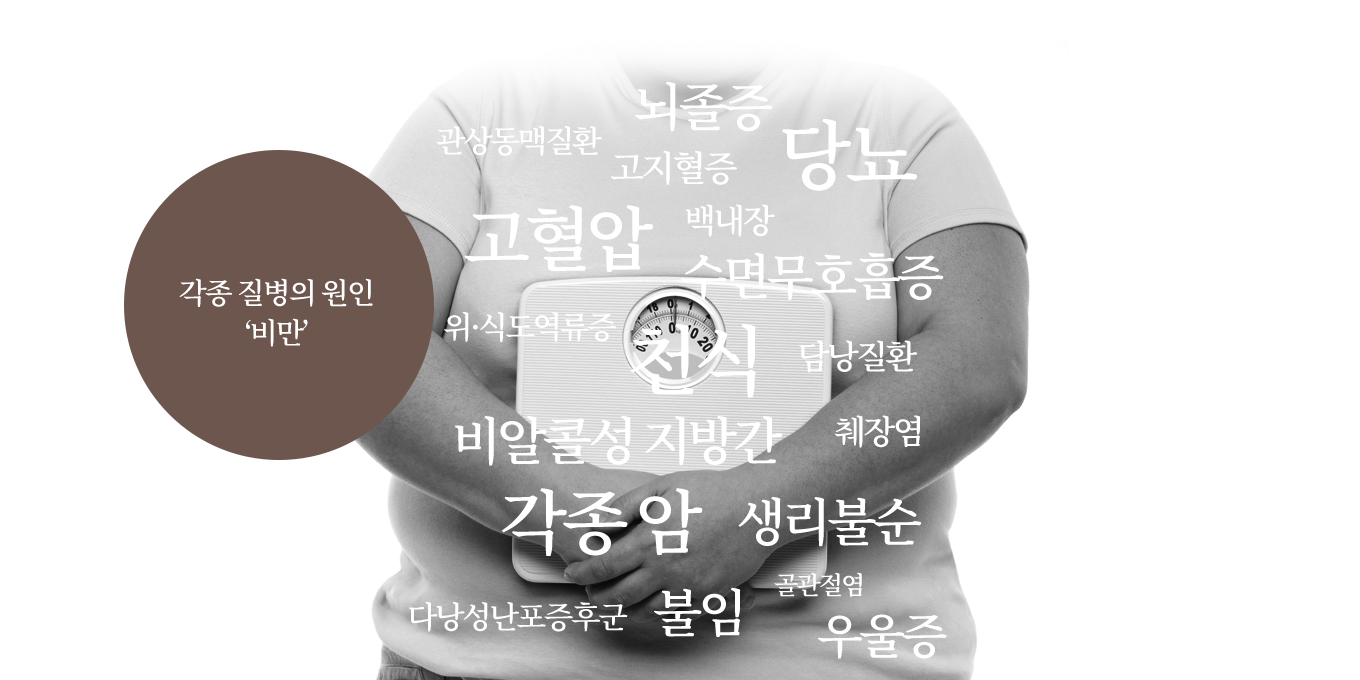 각종 질병의 원인
‘비만’
뇌졸증
관상동맥질환
고지혈증
당뇨
고혈압
백내장
수면무호흡증
위·식도역류증
천식
담낭질환
비알콜성 지방간
췌장염
각종 암
생리불순
골관절염
다낭성난포증후군
불임
우울증